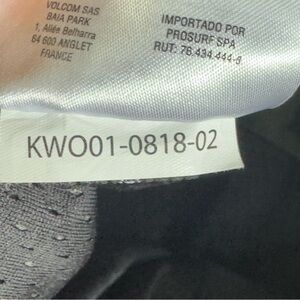 VOLCOM SAS
BAIA PARK
1, Allée Belharra
64 600 ANGLET
FRANCE
IMPORTADO POR
PROSURF SPA
RUT: 76.434.444-8
KWO01-0818-02